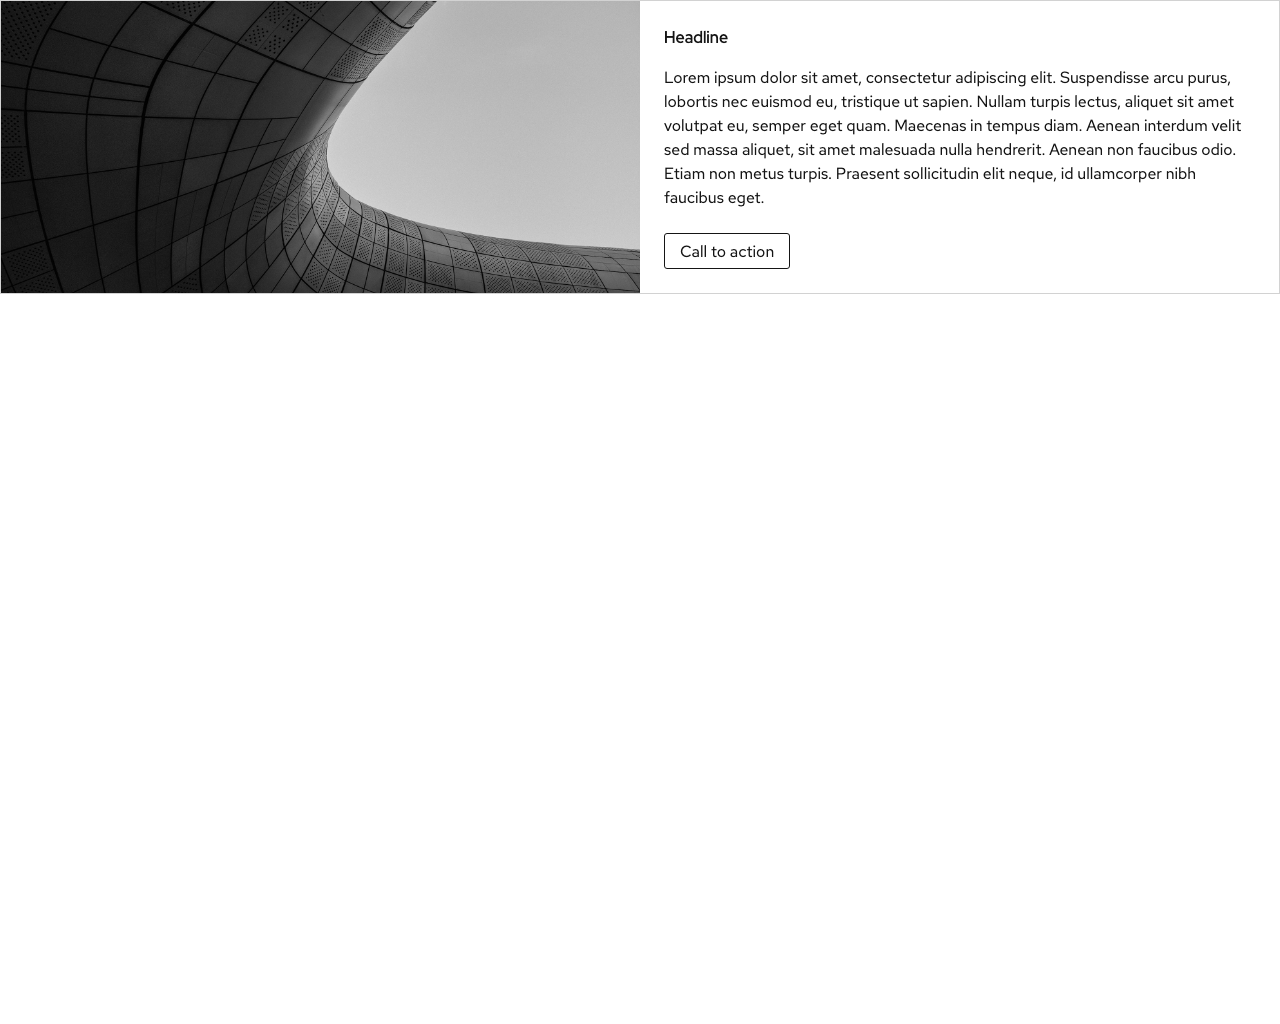 Headline
Lorem ipsum dolor sit amet, consectetur adipiscing elit. Suspendisse arcu purus,
lobortis nec euismod eu, tristique ut sapien. Nullam turpis lectus, aliquet sit amet
volutpat eu, semper eget quam. Maecenas in tempus diam. Aenean interdum velit
sed massa aliquet, sit amet malesuada nulla hendrerit. Aenean non faucibus odio.
Etiam non metus turpis. Praesent sollicitudin elit neque, id ullamcorper nibh
faucibus eget.
Call to action